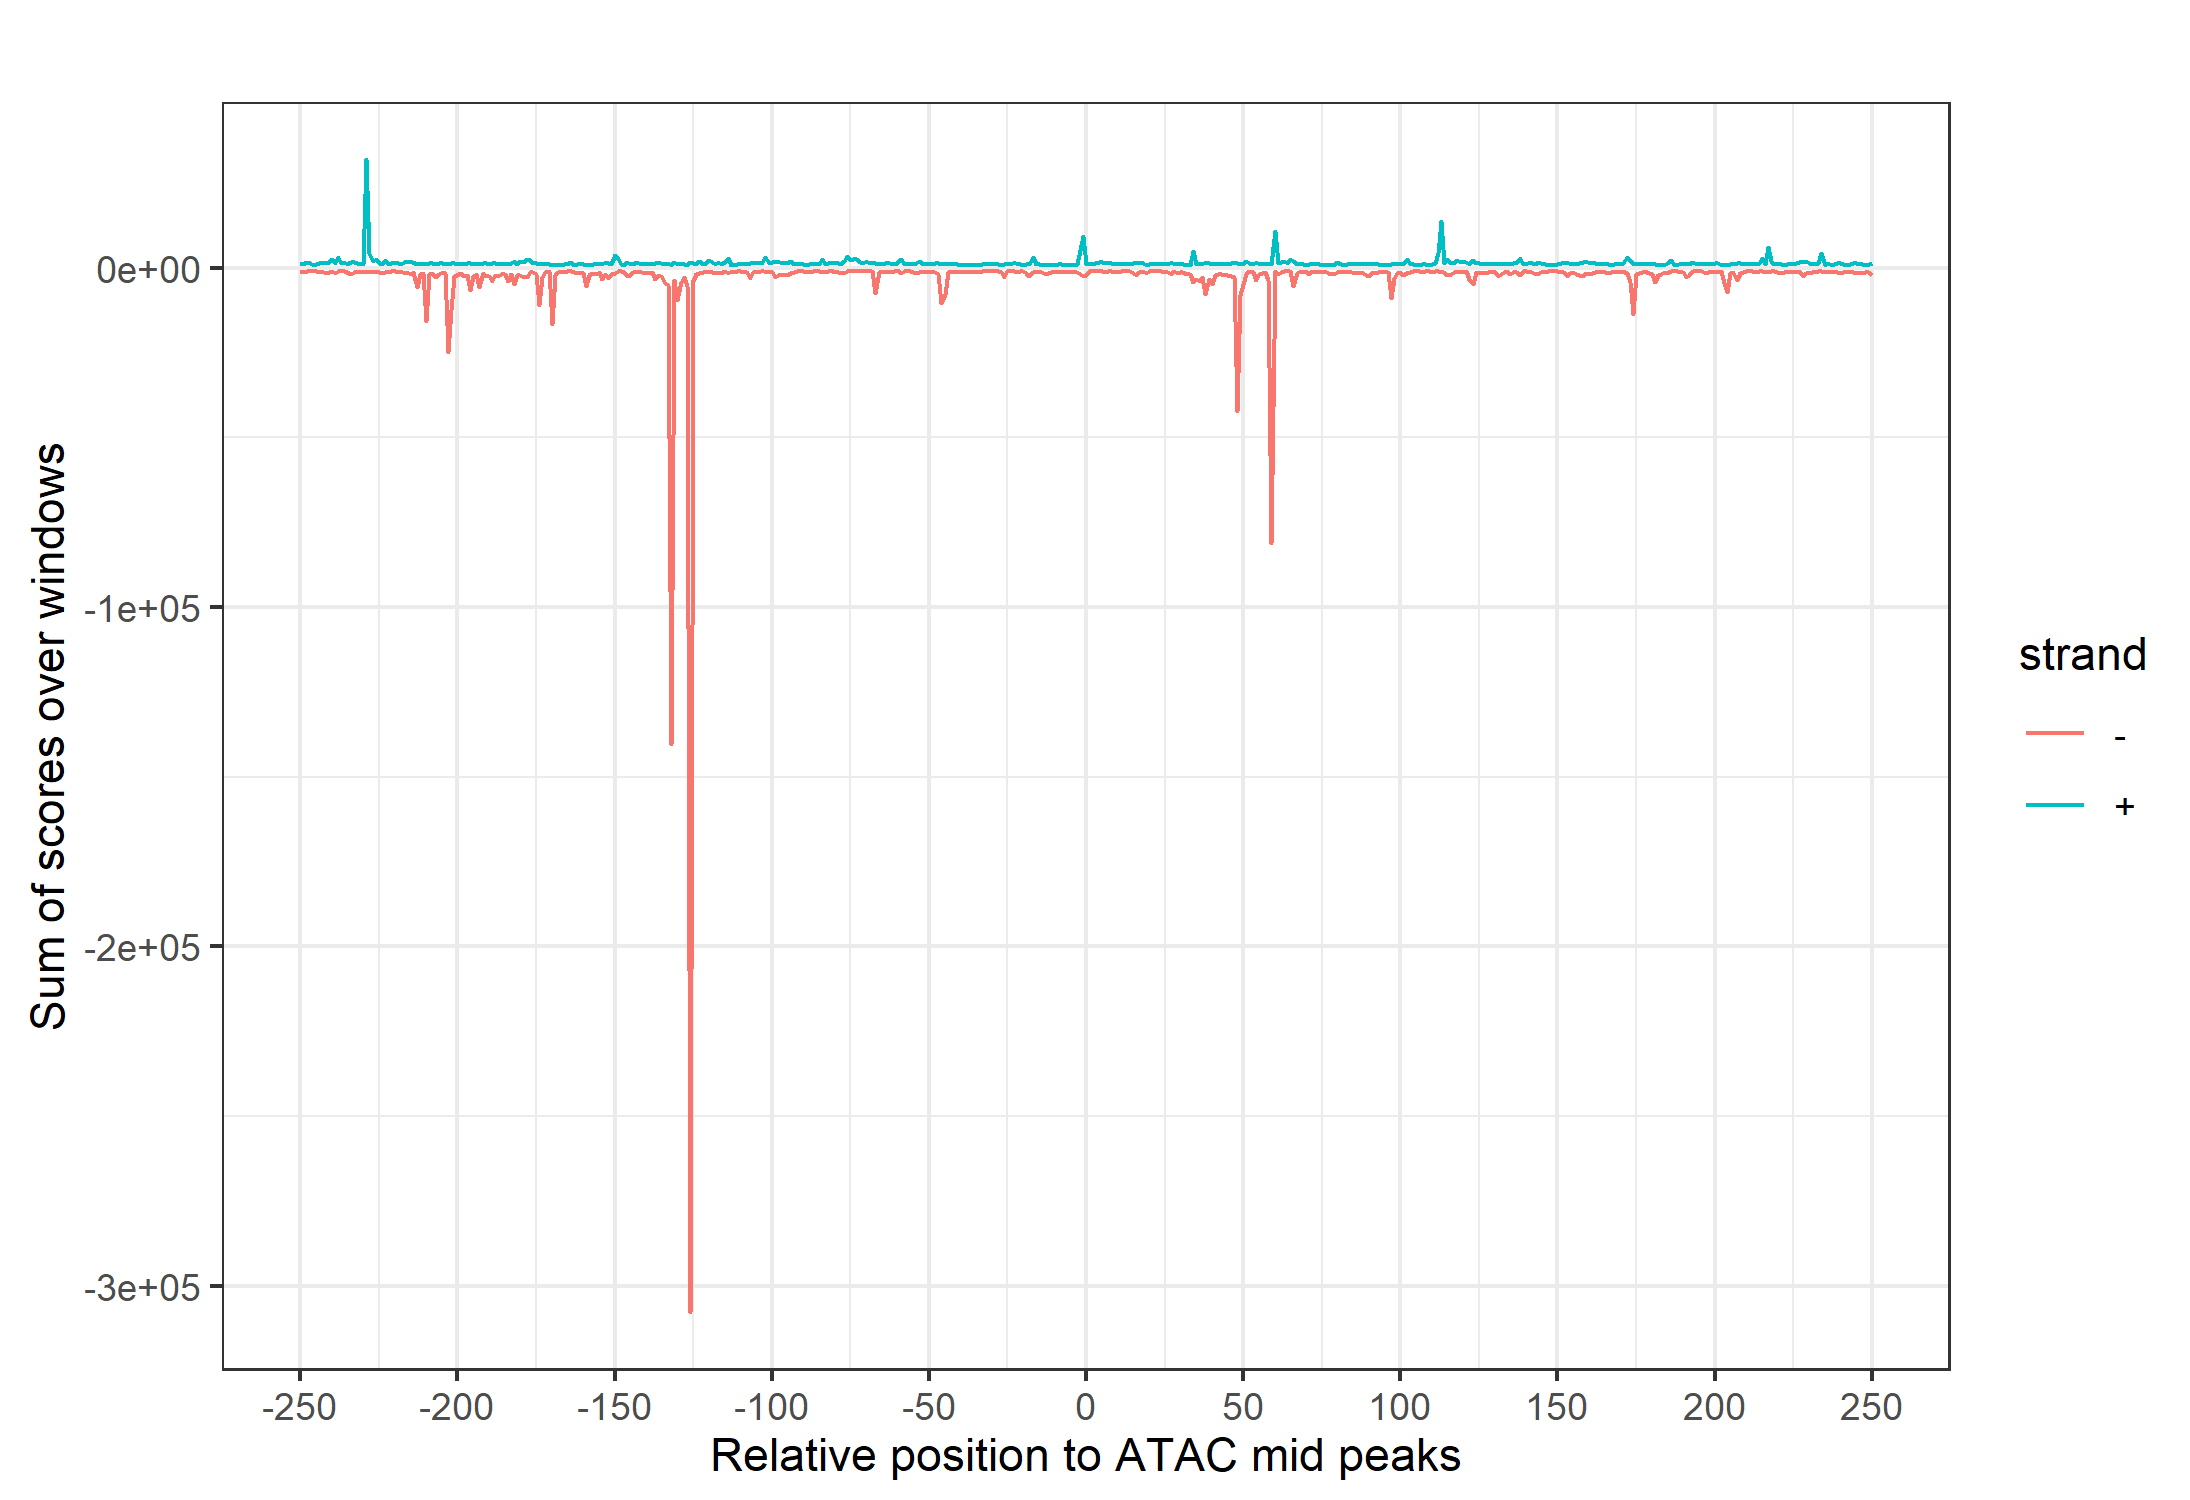 Sum of scores over windows
0e+00
-1e+05
-2e+05
-3e+05
-250 -200 -150 -100 -50 0 50 100 150 200 250
Relative position to ATAC mid peaks
strand
-
+